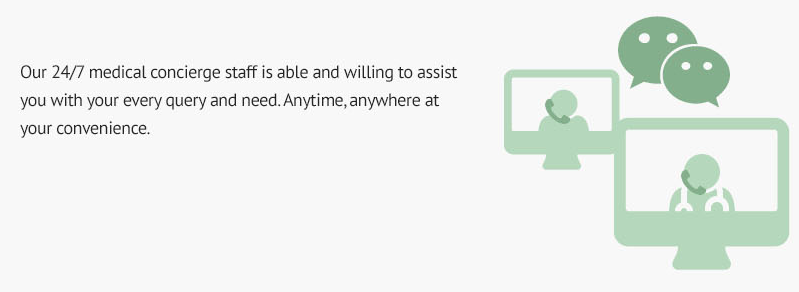 Our 24/7 medical concierge staff is able and willing to assist
you with your every query and need. Anytime, anywhere at
your convenience.